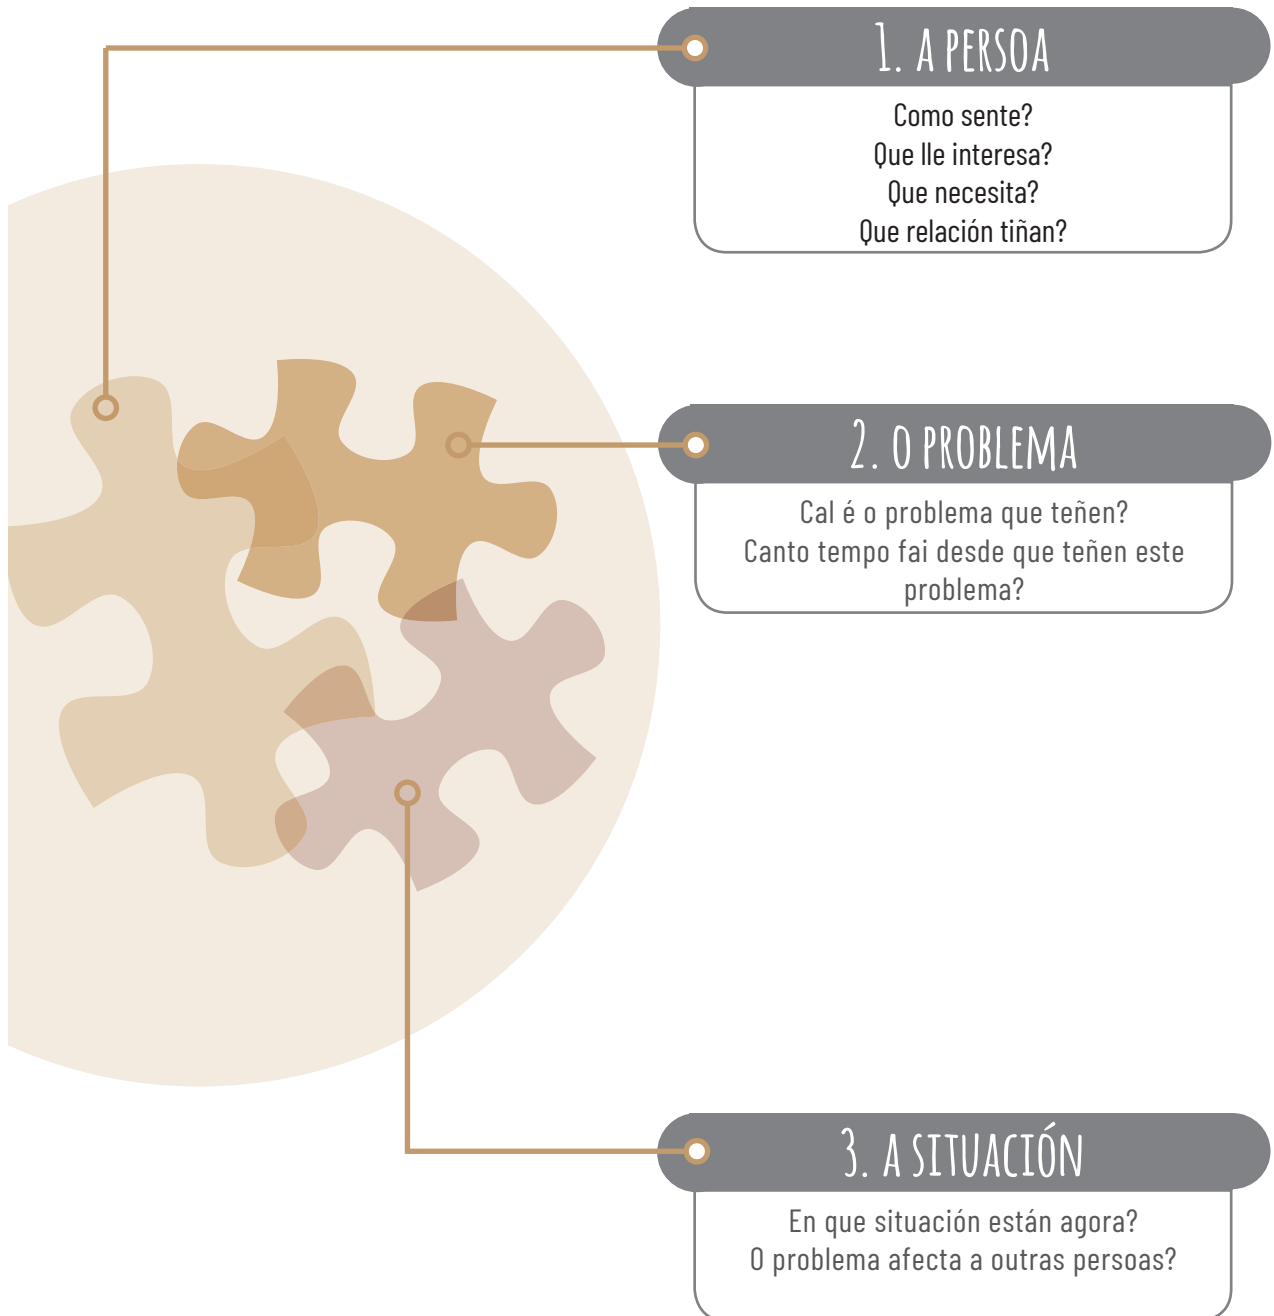 1. A PERSOA
Como sente?
Que lle interesa?
Que necesita?
Que relación tiñan?
2. O PROBLEMA
Cal é o problema que teñen?
Canto tempo fai desde que teñen este
problema?
3. A SITUACIÓN
En que situación están agora?
O problema afecta a outras persoas?